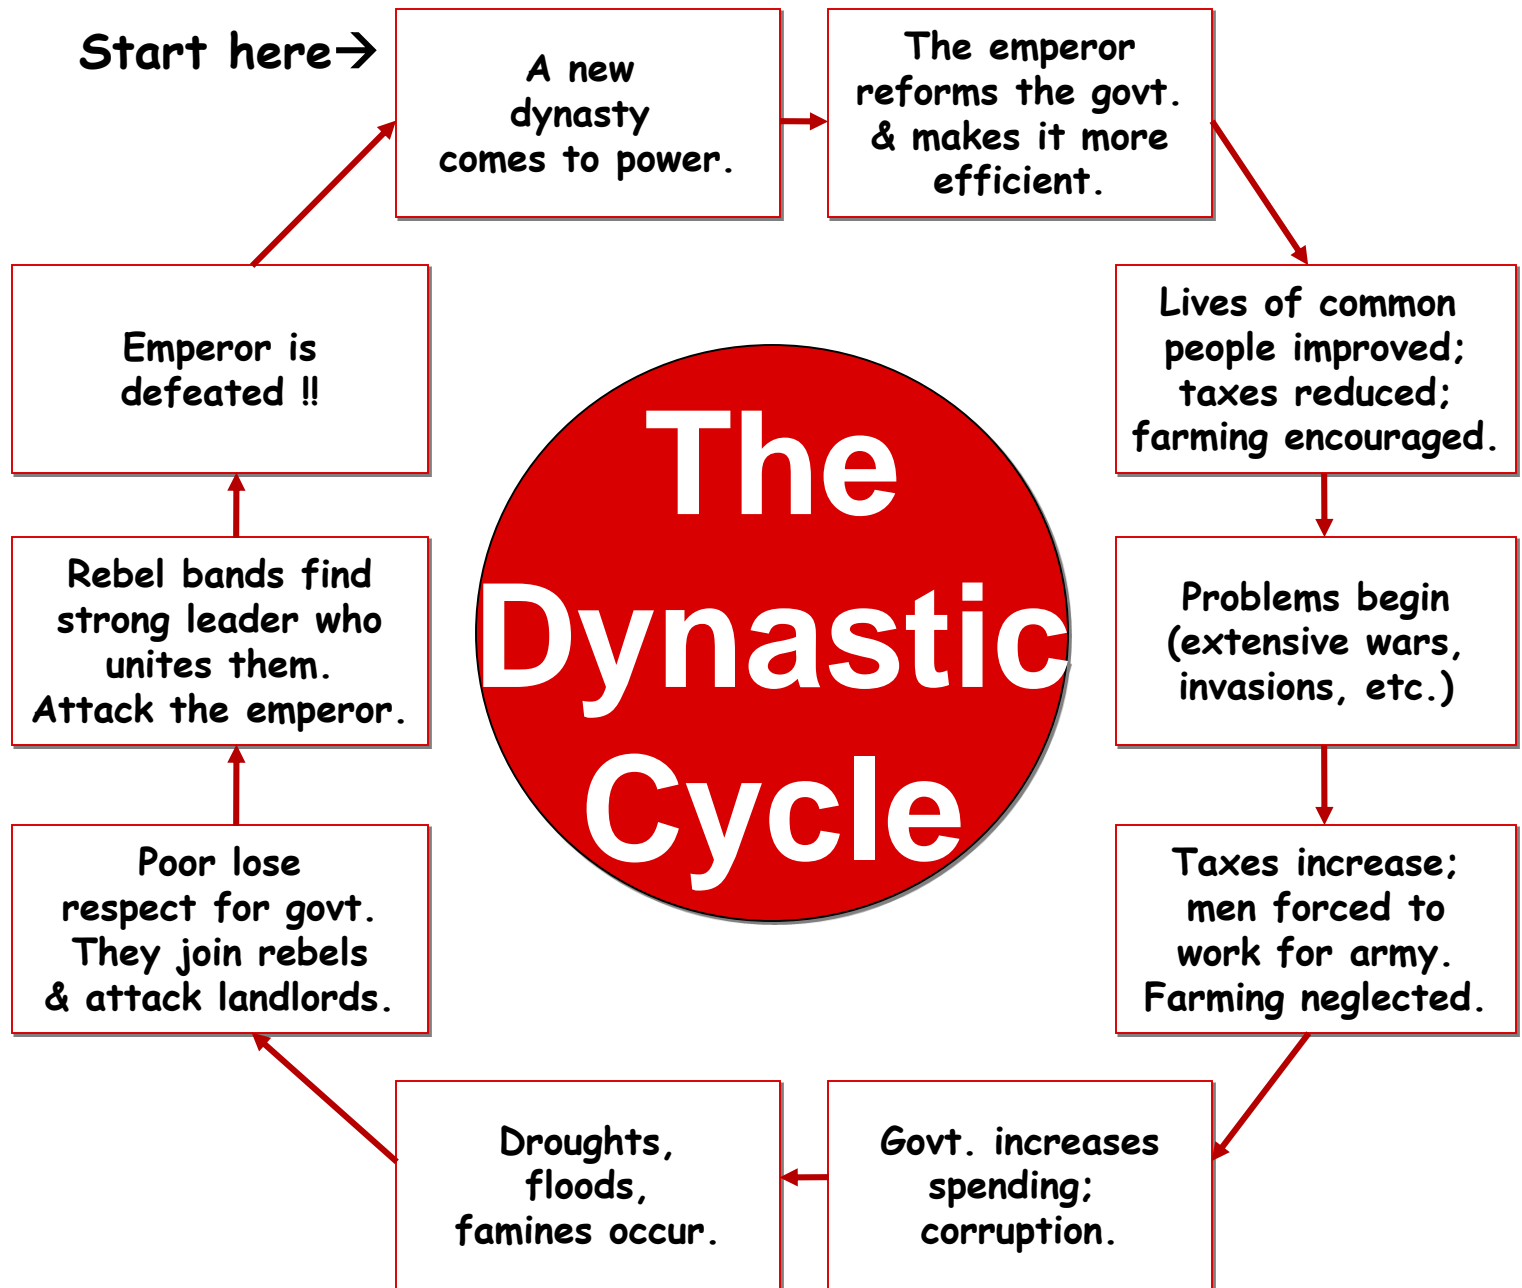 Start here→
A new
dynasty
comes to power.
The emperor
reforms the govt.
& makes it more
efficient.
Lives of common
people improved;
taxes reduced;
farming encouraged.
Problems begin
(extensive wars,
invasions, etc.)
Taxes increase;
men forced to
work for army.
Farming neglected.
Govt. increases
spending;
corruption.
Droughts,
floods,
famines occur.
Poor lose
respect for govt.
They join rebels
& attack landlords.
Rebel bands find
strong leader who
unites them.
Attack the emperor.
Emperor is
defeated !!
The
Dynastic
Cycle